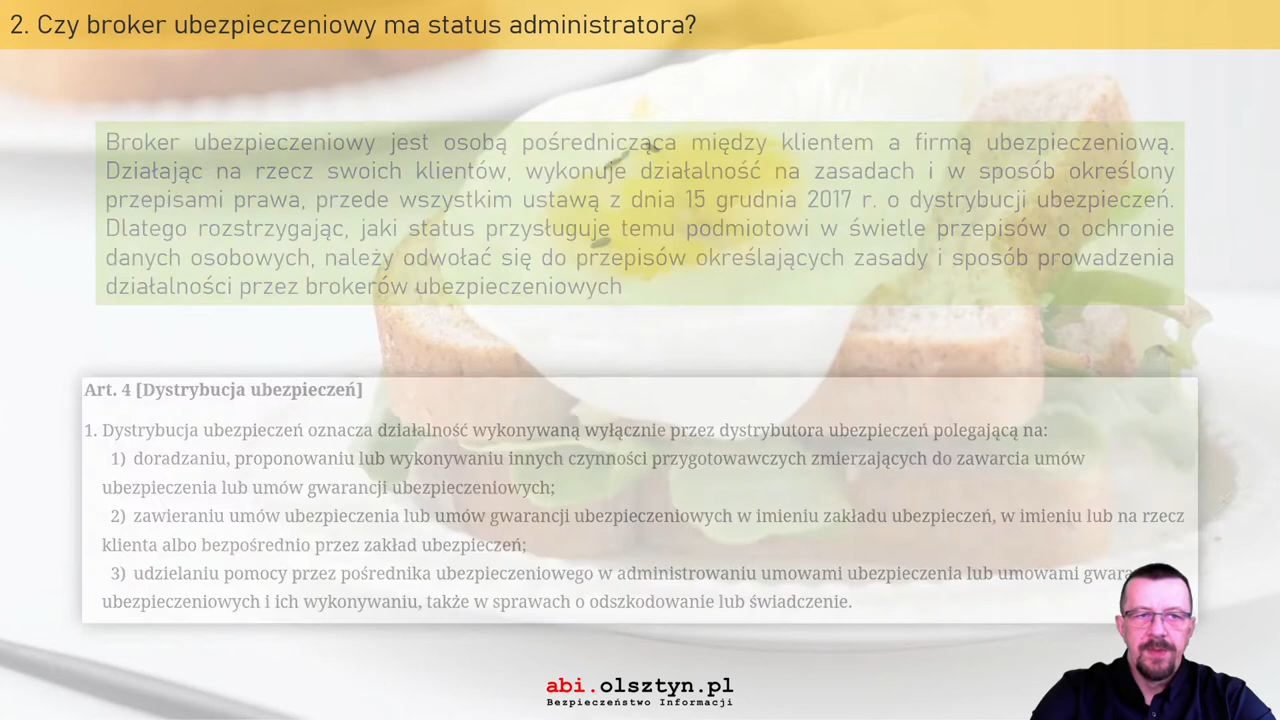 2. Czy broker ubezpieczeniowy ma status administratora?
Broker ubezpieczeniowy jest osobą pośredniczącą między klientem a firmą ubezpieczeniową.
Działając na rzecz swoich klientów, wykonuje działalność na zasadach i w sposób określony
przepisami prawa, przede wszystkim ustawą z dnia 15 grudnia 2017 r. o dystrybucji ubezpieczeń.
Dlatego rozstrzygając, jaki status przysługuje temu podmiotowi w świetle przepisów o ochronie
danych osobowych, należy odwołać się do przepisów określających zasady i sposób prowadzenia
działalności przez brokerów ubezpieczeniowych
Art. 4 [Dystrybucja ubezpieczeń]
1. Dystrybucja ubezpieczeń oznacza działalność wykonywaną wyłącznie przez dystrybutora ubezpieczeń polegającą na:
1) doradzaniu, proponowaniu lub wykonywaniu innych czynności przygotowawczych zmierzających do zawarcia umów
ubezpieczenia lub umów gwarancji ubezpieczeniowych;
2) zawieraniu umów ubezpieczenia lub umów gwarancji ubezpieczeniowych w imieniu zakładu ubezpieczeń, w imieniu lub na rzecz
klienta albo bezpośrednio przez zakład ubezpieczeń;
3) udzielaniu pomocy przez pośrednika ubezpieczeniowego w administrowaniu umowami ubezpieczenia lub umowami
ubezpieczeniowych i ich wykonywaniu, także w sprawach o odszkodowanie lub świadczenie.
abi.olsztyn.pl
Bezpieczeństwo Informacji